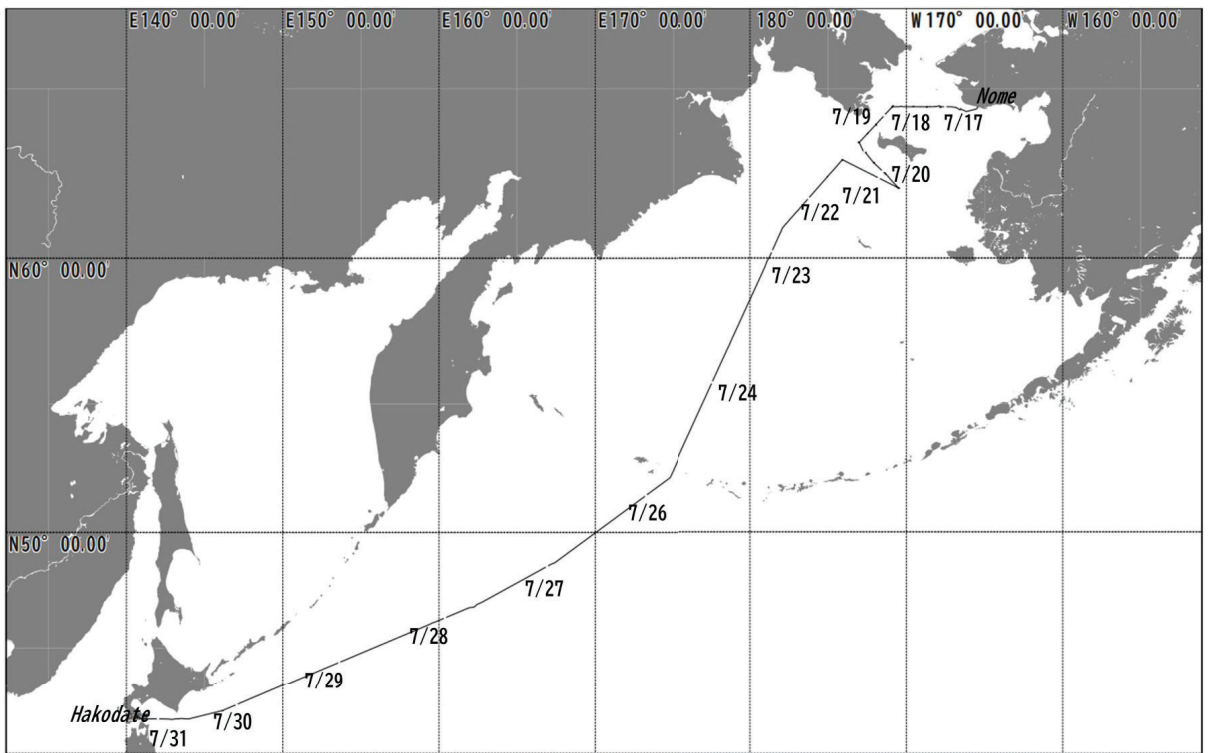 E140° 00.00'
E150° 00.00'
E160° 00.00'
E170° 00.00'
180° 00.00'
W170° 00.00'
W160° 00.00'
Nome
7/19
7/18
7/17
7/20
7/21
7/22
N60° 00.00'
7/23
7/24
7/26
N50° 00.00'
7/27
7/28
7/29
Hakodate
7/30
7/31